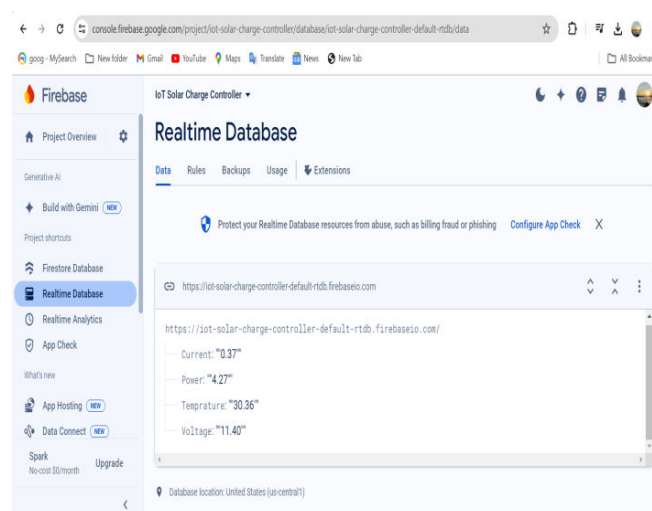 console.firebase.google.com/project/iot-solar-charge-controller/database/iot-solar-charge-controller-default-rtdb/data
goog - MySearch New folder Gmail YouTube Maps Translate News New Tab All Bookmar
Firebase
IoT Solar Charge Controller
Project Overview
Realtime Database
Generative AI
Data Rules Backups Usage Extensions
Build with Gemini NEW
Protect your Realtime Database resources from abuse, such as billing fraud or phishing Configure App Check
Project shortcuts
Firestore Database
Realtime Database
https://iot-solar-charge-controller-default-rtdb.firebaseio.com
Realtime Analytics
https://iot-solar-charge-controller-default-rtdb.firebaseio.com/
App Check
Current: "'0.37'"
What's new
Power: "'4.27'"
App Hosting NEW
Temprature: "'30.36'"
Data Connect NEW
Voltage: "'11.40'"
Spark
No-cost $0/month Upgrade
Database location: United States (us-central1)